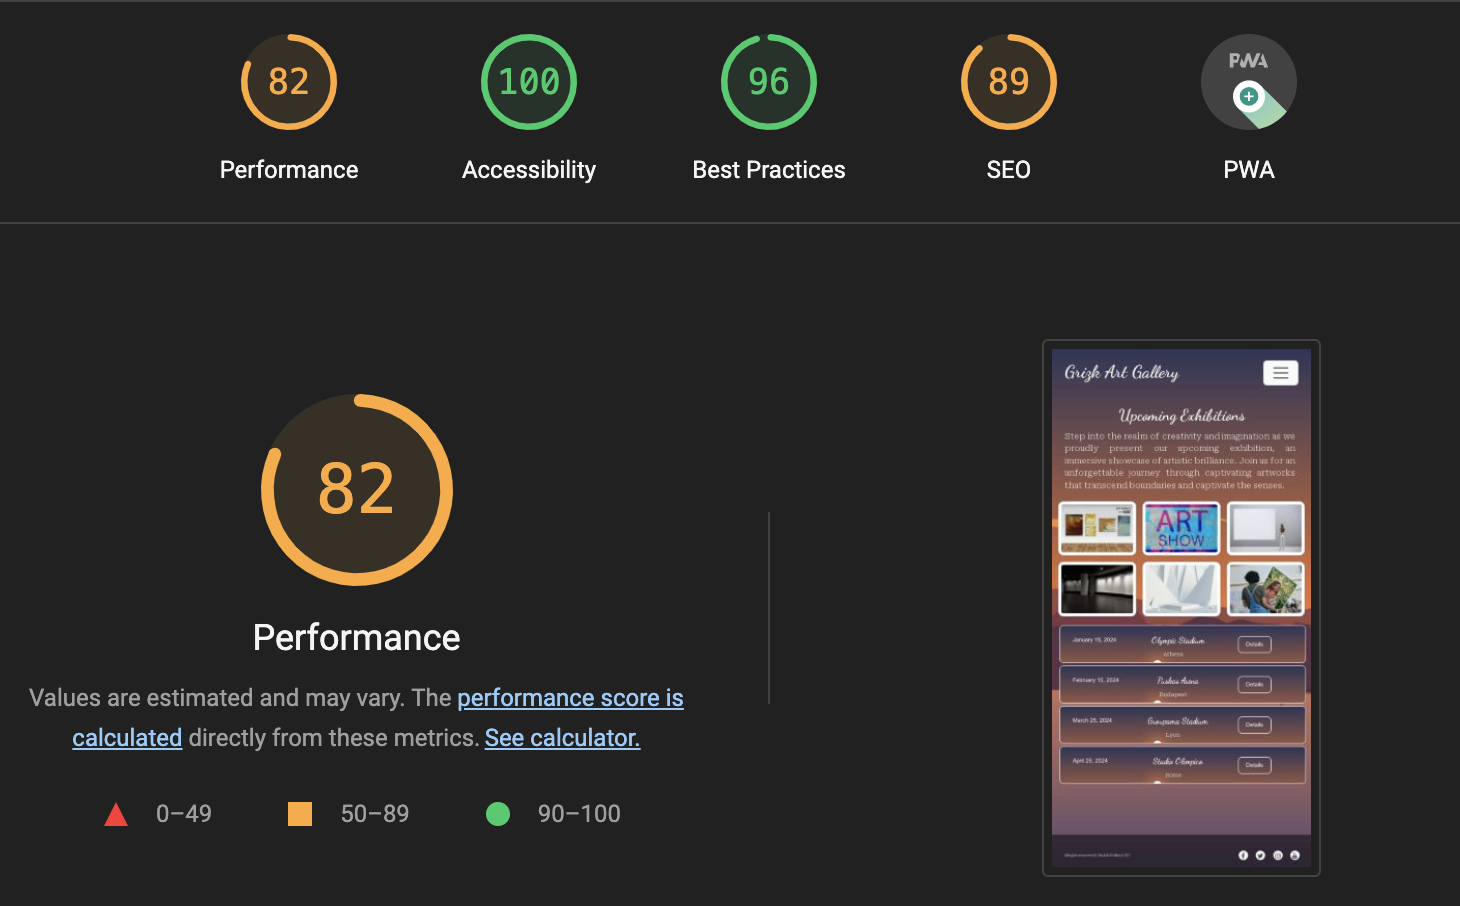 82
100
96
89
PWA
Performance
Accessibility
Best Practices
SEO
PWA
82
Performance
Values are estimated and may vary. The performance score is
calculated directly from these metrics. See calculator.
0–49
50–89
90–100
Grizk Art Gallery
Upcoming Exhibitions
Step into the realm of creativity and imagination as we
proudly present our upcoming exhibition, an
immersive showcase of artistic brilliance. Join us for an
unforgettable journey through captivating artworks
that transcend boundaries and captivate the senses.
ART
SHOW
January 15, 2024
Olympic Stadium
Athens
Details
February 10, 2024
Puskas Arena
Budapest
Details
March 25, 2024
Groupama Stadium
Lyon
Details
April 25, 2024
Stadio Olimpico
Rome
Details